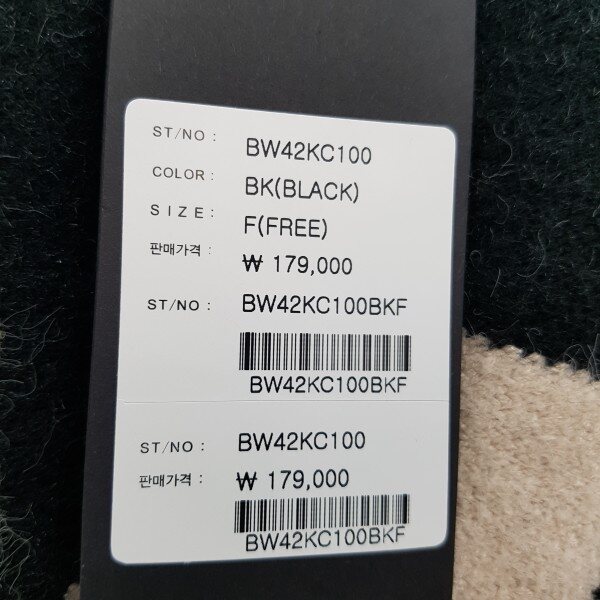 ST/NO : BW42KC100
COLOR : BK(BLACK)
SIZE : F(FREE)
판매가격 : ₩ 179,000
ST/NO : BW42KC100BKF
BW42KC100BKF
ST/NO : BW42KC100
판매가격 : ₩ 179,000
BW42KC100BKF